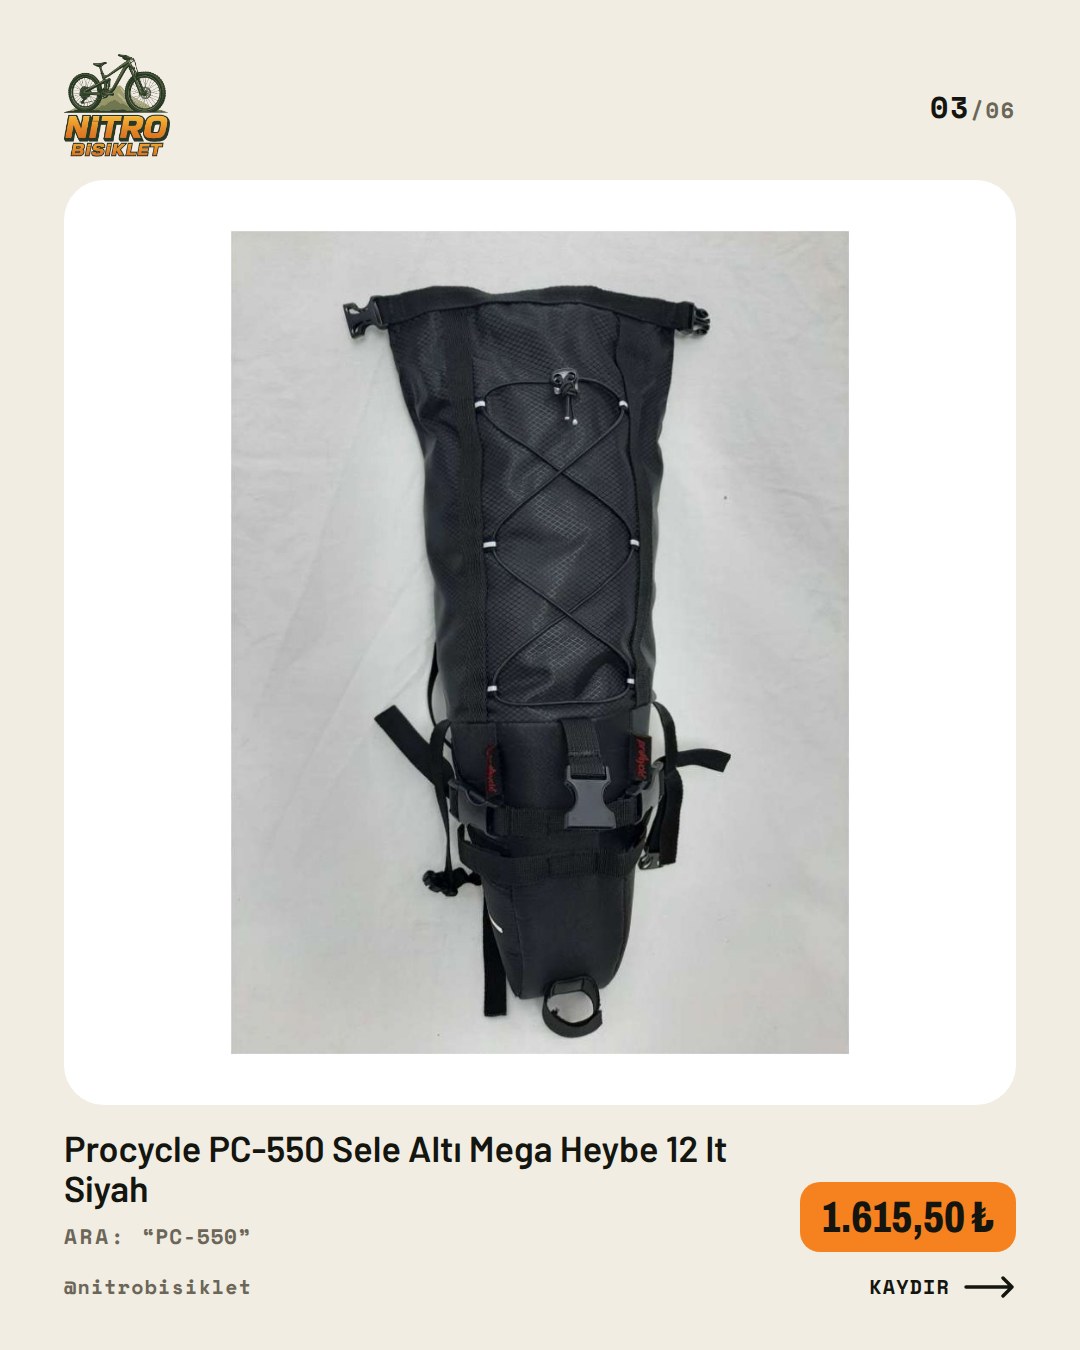 NiTRO
BISIKLET
03/06
Procycle PC-550 Sele Altı Mega Heybe 12 lt
Siyah
ARA: “PC-550”
1.615,50 ₺
@nitrobisiklet
KAYDIR